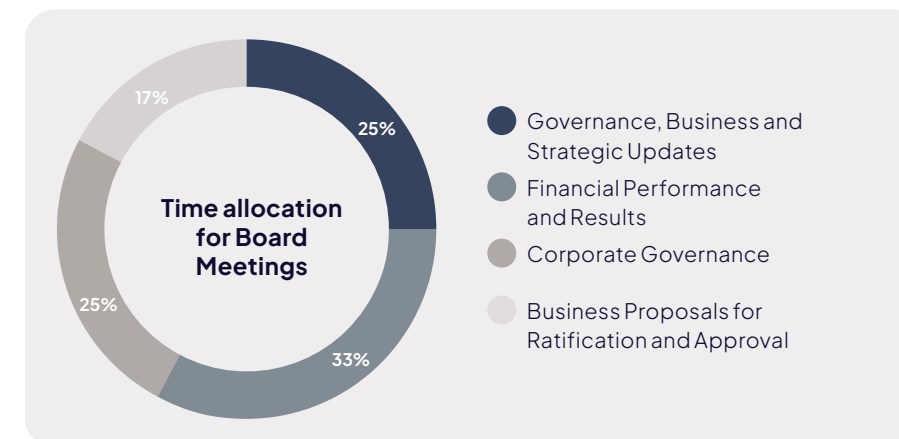 17%
25%
25%
33%
Time allocation
for Board
Meetings
Governance, Business and
Strategic Updates
Financial Performance
and Results
Corporate Governance
Business Proposals for
Ratification and Approval